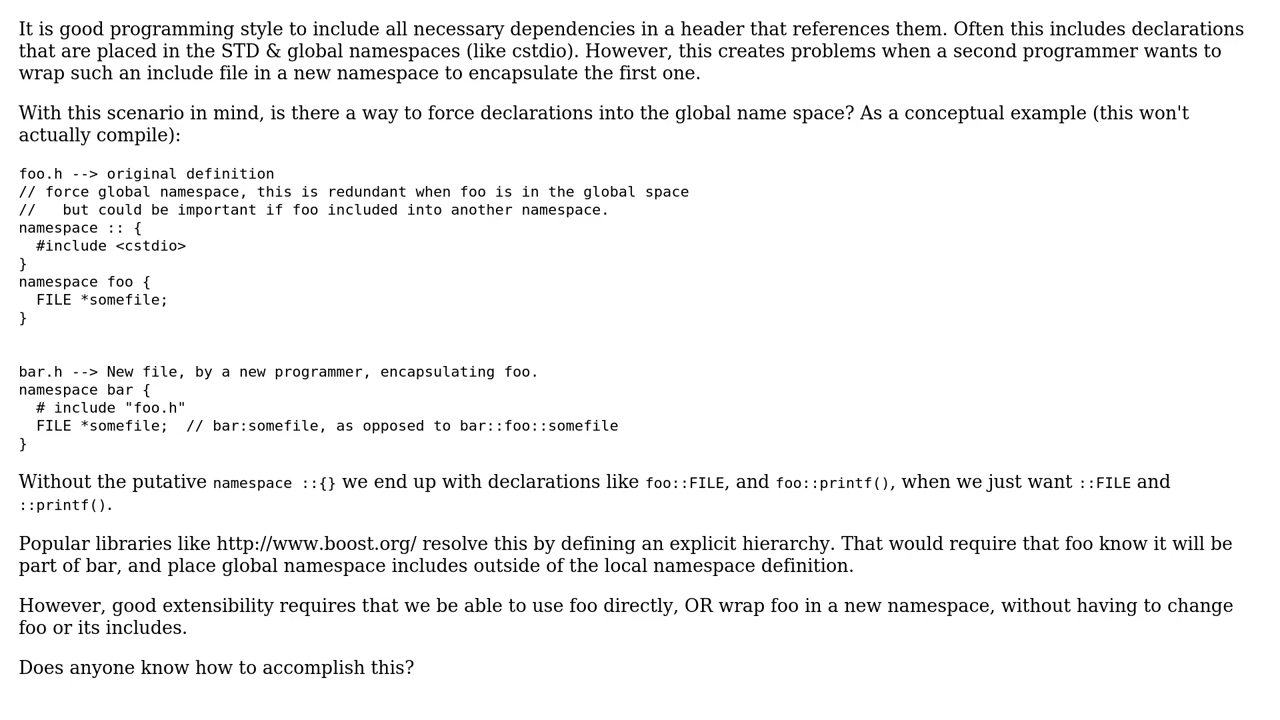 It is good programming style to include all necessary dependencies in a header that references them. Often this includes declarations
that are placed in the STD & global namespaces (like cstdio). However, this creates problems when a second programmer wants to
wrap such an include file in a new namespace to encapsulate the first one.
With this scenario in mind, is there a way to force declarations into the global name space? As a conceptual example (this won't
actually compile):
foo.h --> original definition
// force global namespace, this is redundant when foo is in the global space
//   but could be important if foo included into another namespace.
namespace :: {
  #include <cstdio>
}
namespace foo {
  FILE *somefile;
}
bar.h --> New file, by a new programmer, encapsulating foo.
namespace bar {
  # include "foo.h"
  FILE *somefile;  // bar:somefile, as opposed to bar::foo::somefile
}
Without the putative namespace ::{} we end up with declarations like foo::FILE, and foo::printf(), when we just want ::FILE and
::printf().
Popular libraries like http://www.boost.org/ resolve this by defining an explicit hierarchy. That would require that foo know it will be
part of bar, and place global namespace includes outside of the local namespace definition.
However, good extensibility requires that we be able to use foo directly, OR wrap foo in a new namespace, without having to change
foo or its includes.
Does anyone know how to accomplish this?